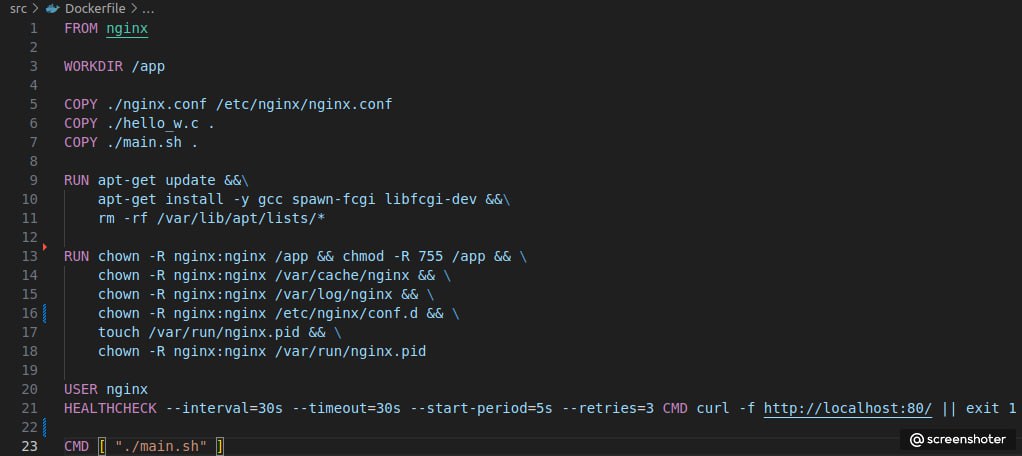 src > Dockerfile > ...
1 FROM nginx
2
3 WORKDIR /app
4
5 COPY ./nginx.conf /etc/nginx/nginx.conf
6 COPY ./hello_w.c .
7 COPY ./main.sh .
8
9 RUN apt-get update &&\
10     apt-get install -y gcc spawn-fcgi libfcgi-dev &&\
11     rm -rf /var/lib/apt/lists/*
12
13 RUN chown -R nginx:nginx /app && chmod -R 755 /app && \
14     chown -R nginx:nginx /var/cache/nginx && \
15     chown -R nginx:nginx /var/log/nginx && \
16     chown -R nginx:nginx /etc/nginx/conf.d && \
17     touch /var/run/nginx.pid && \
18     chown -R nginx:nginx /var/run/nginx.pid
19
20 USER nginx
21 HEALTHCHECK --interval=30s --timeout=30s --start-period=5s --retries=3 CMD curl -f http://localhost:80/ || exit 1
22
23 CMD [ "./main.sh" ]
@screenshoter